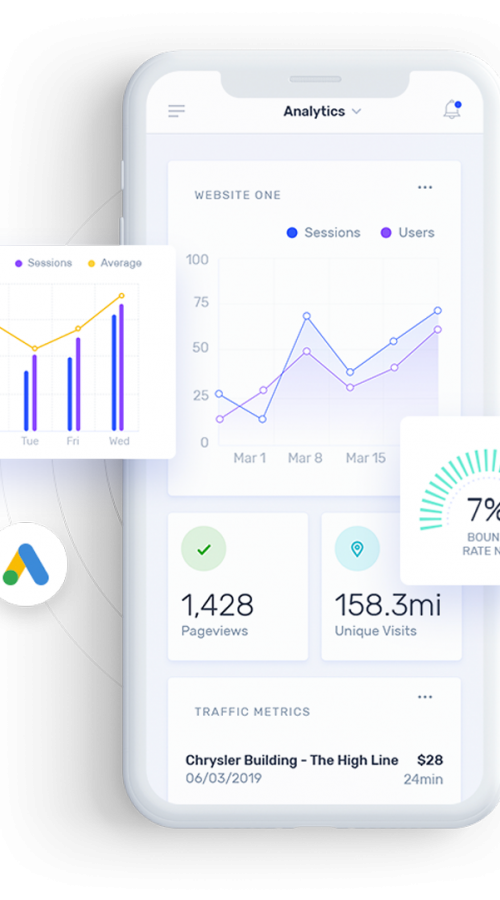 Analytics
WEBSITE ONE
Sessions
Users
100
75
50
25
0
Mar 1
Mar 8
Mar 15
Sessions
Average
Tue
Fri
Wed
7%
BOUN
RATE N
1,428
Pageviews
158.3mi
Unique Visits
TRAFFIC METRICS
Chrysler Building - The High Line
$28
06/03/2019
24min